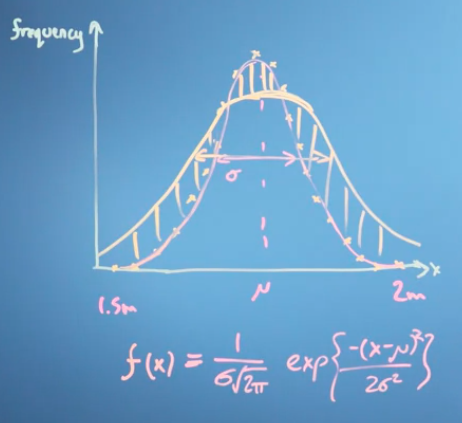 frequency
σ
x
1.5m μ 2m
f(x) = 1/σ√2π exp{-(x-μ)²/2σ²}